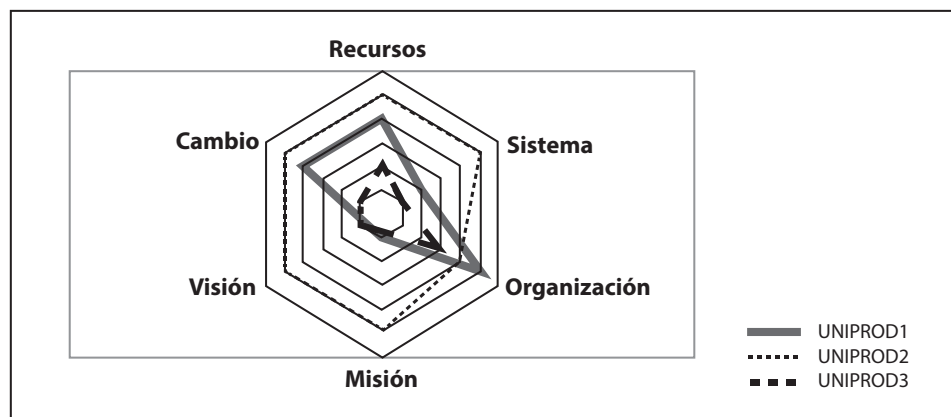 Recursos
Cambio
Sistema
Visión
Organización
Misión
UNIPROD1
UNIPROD2
UNIPROD3